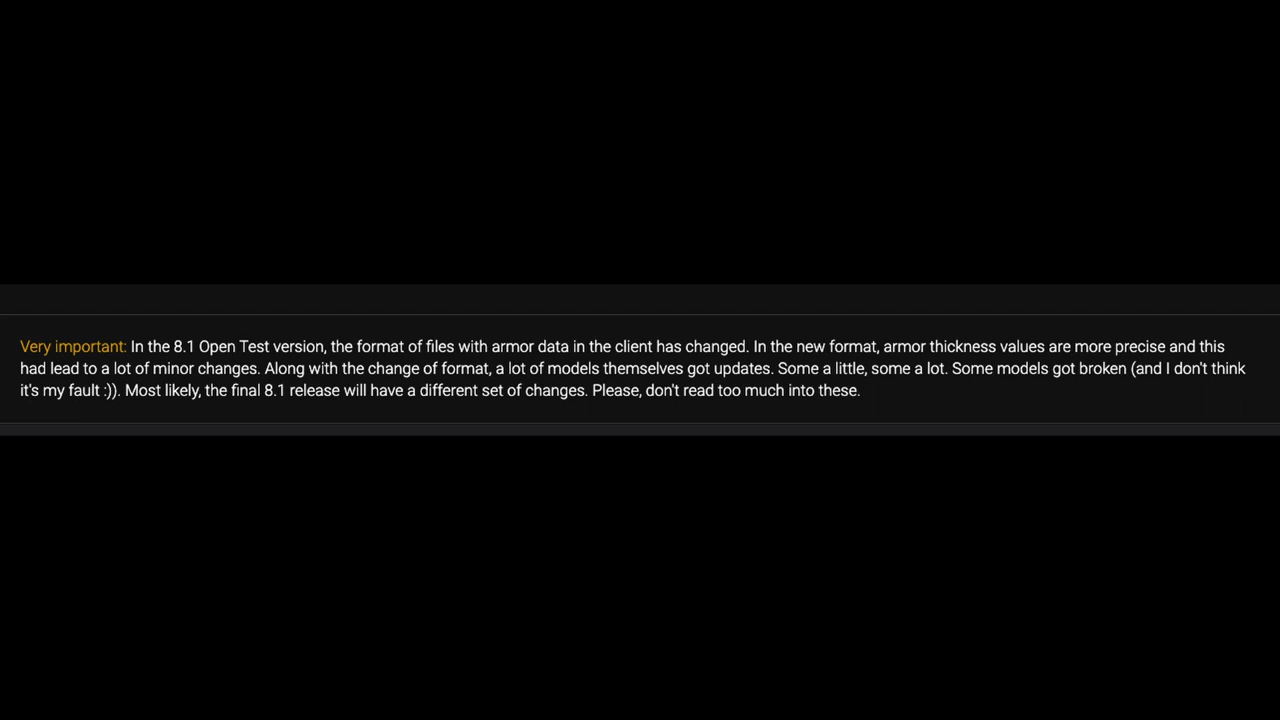 Very important: In the 8.1 Open Test version, the format of files with armor data in the client has changed. In the new format, armor thickness values are more precise and this
had lead to a lot of minor changes. Along with the change of format, a lot of models themselves got updates. Some a little, some a lot. Some models got broken (and I don't think
it's my fault :)). Most likely, the final 8.1 release will have a different set of changes. Please, don't read too much into these.